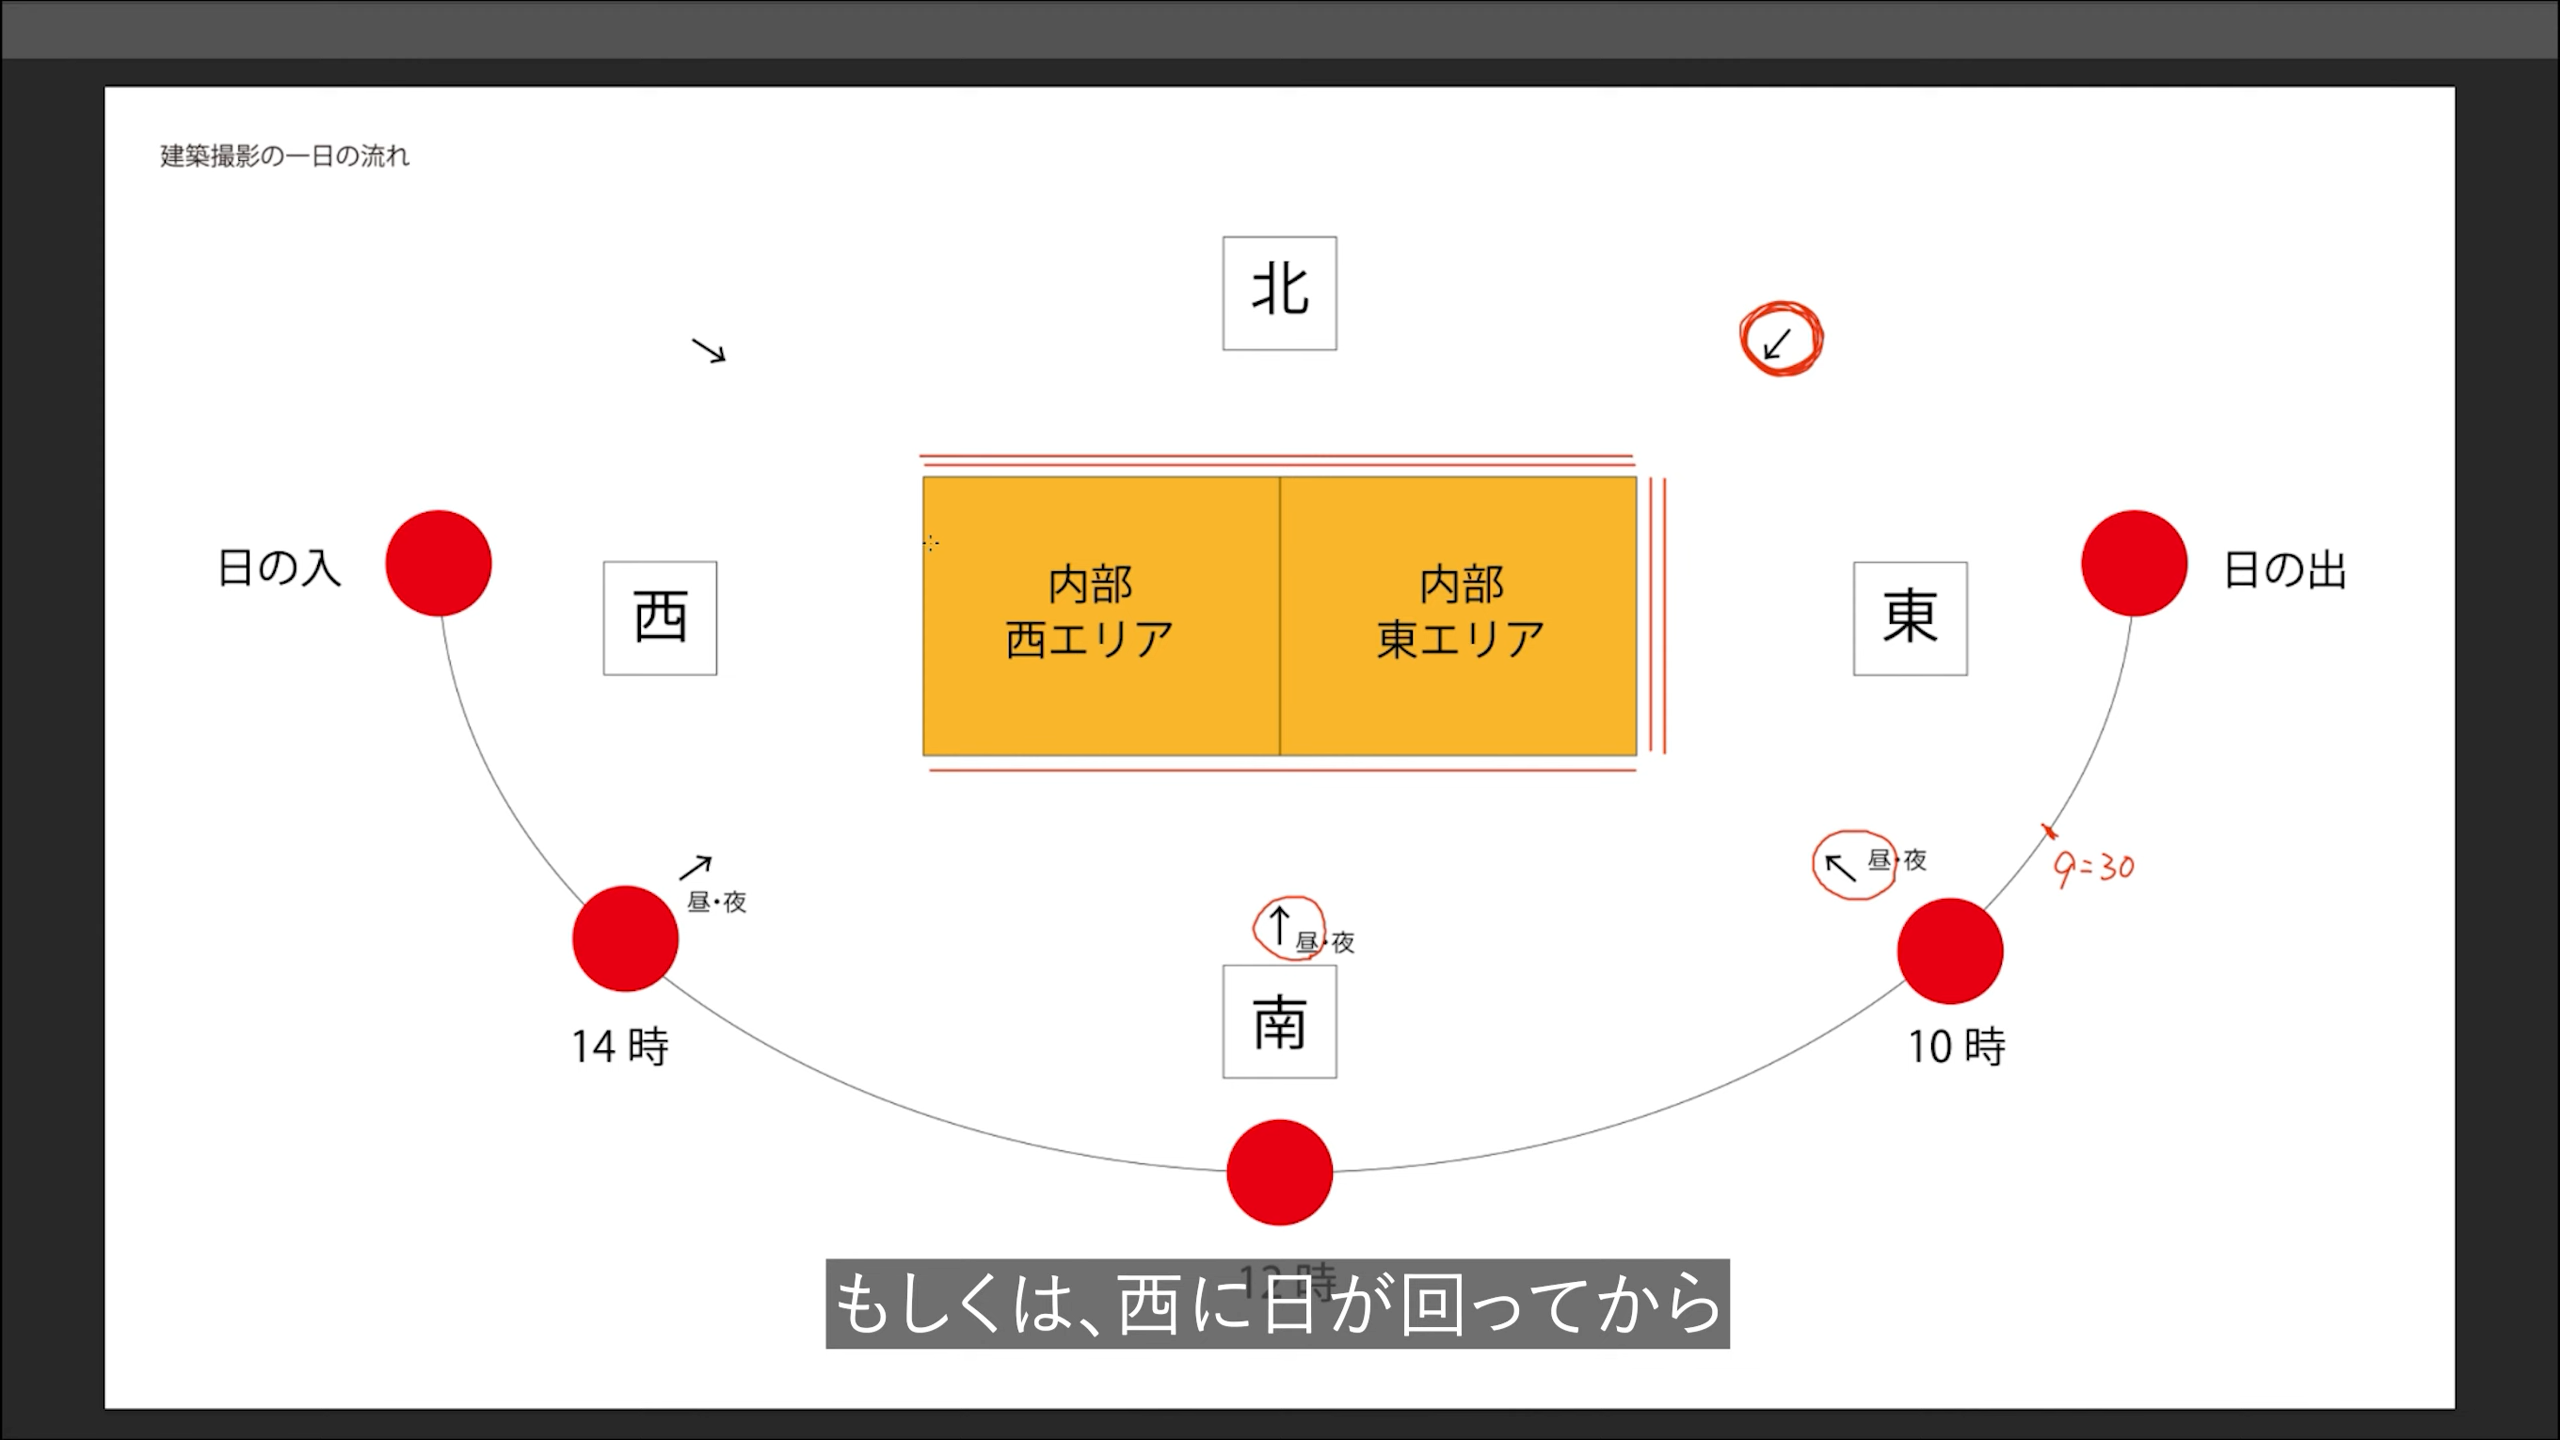 建築撮影の一日の流れ
北
日の入
西
内部
西エリア
内部
東エリア
東
日の出
昼・夜
昼・夜
昼・夜
9=30
南
14 時
10 時
12 時
もしくは、西に日が回ってから